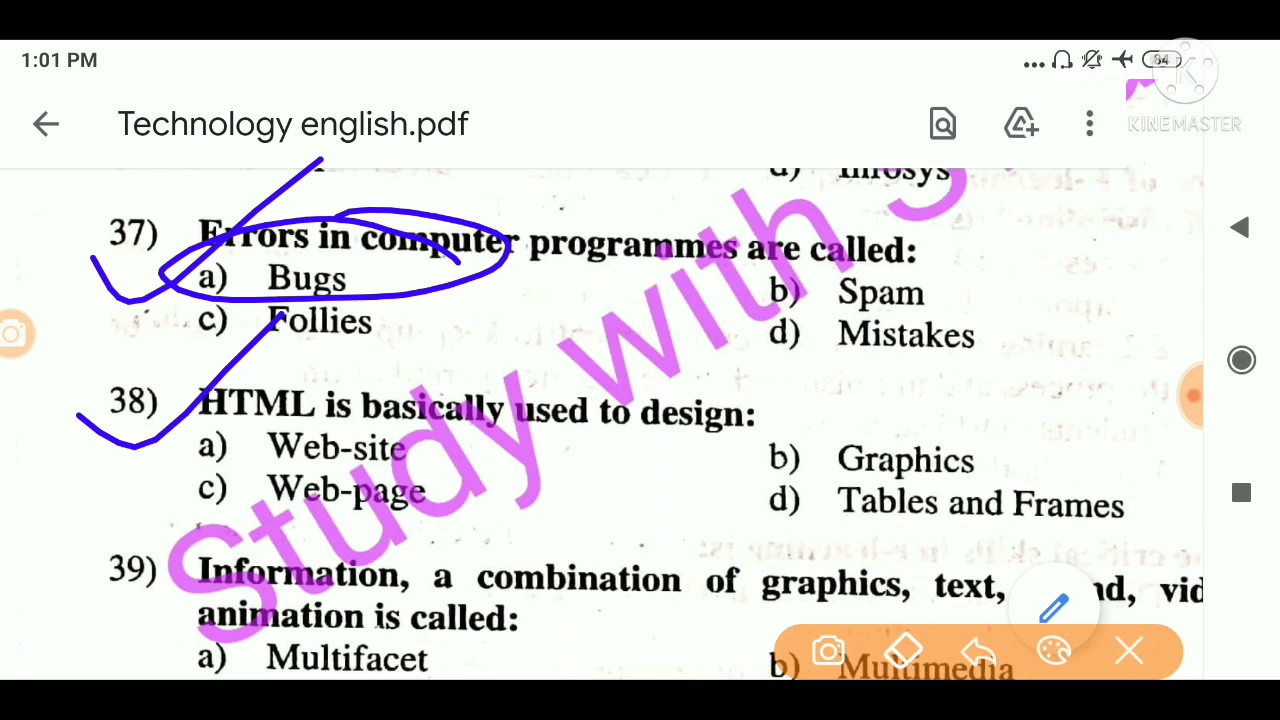 1:01 PM
84
Technology english.pdf
KINEMASTER
d) Infosys
37) Errors in computer programmes are called:
a) Bugs
b) Spam
c) Follies
d) Mistakes
38) HTML is basically used to design:
a) Web-site
b) Graphics
c) Web-page
d) Tables and Frames
39) Information, a combination of graphics, text,
animation is called:
a) Multifacet
b) Multimedia
Study with S